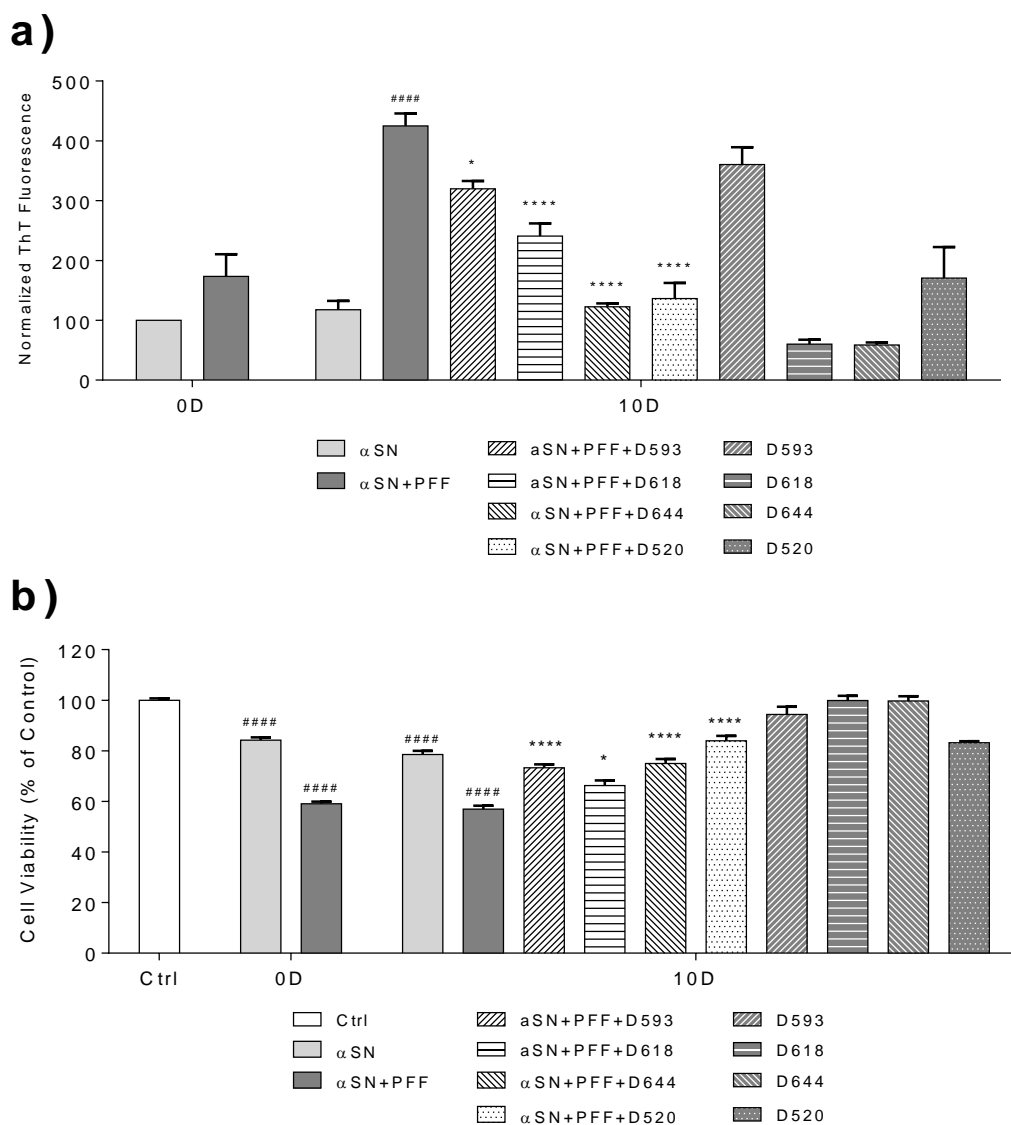 a)
Normalized ThT Fluorescence
500
400
300
200
100
0
####
*
****
****
****
0D
10D
αSN
αSN+PFF
aSN+PFF+D593
aSN+PFF+D618
αSN+PFF+D644
αSN+PFF+D520
D593
D618
D644
D520
b)
Cell Viability (% of Control)
120
100
80
60
40
20
0
####
####
####
####
****
*
****
****
Ctrl
0D
10D
Ctrl
αSN
αSN+PFF
aSN+PFF+D593
aSN+PFF+D618
αSN+PFF+D644
αSN+PFF+D520
D593
D618
D644
D520